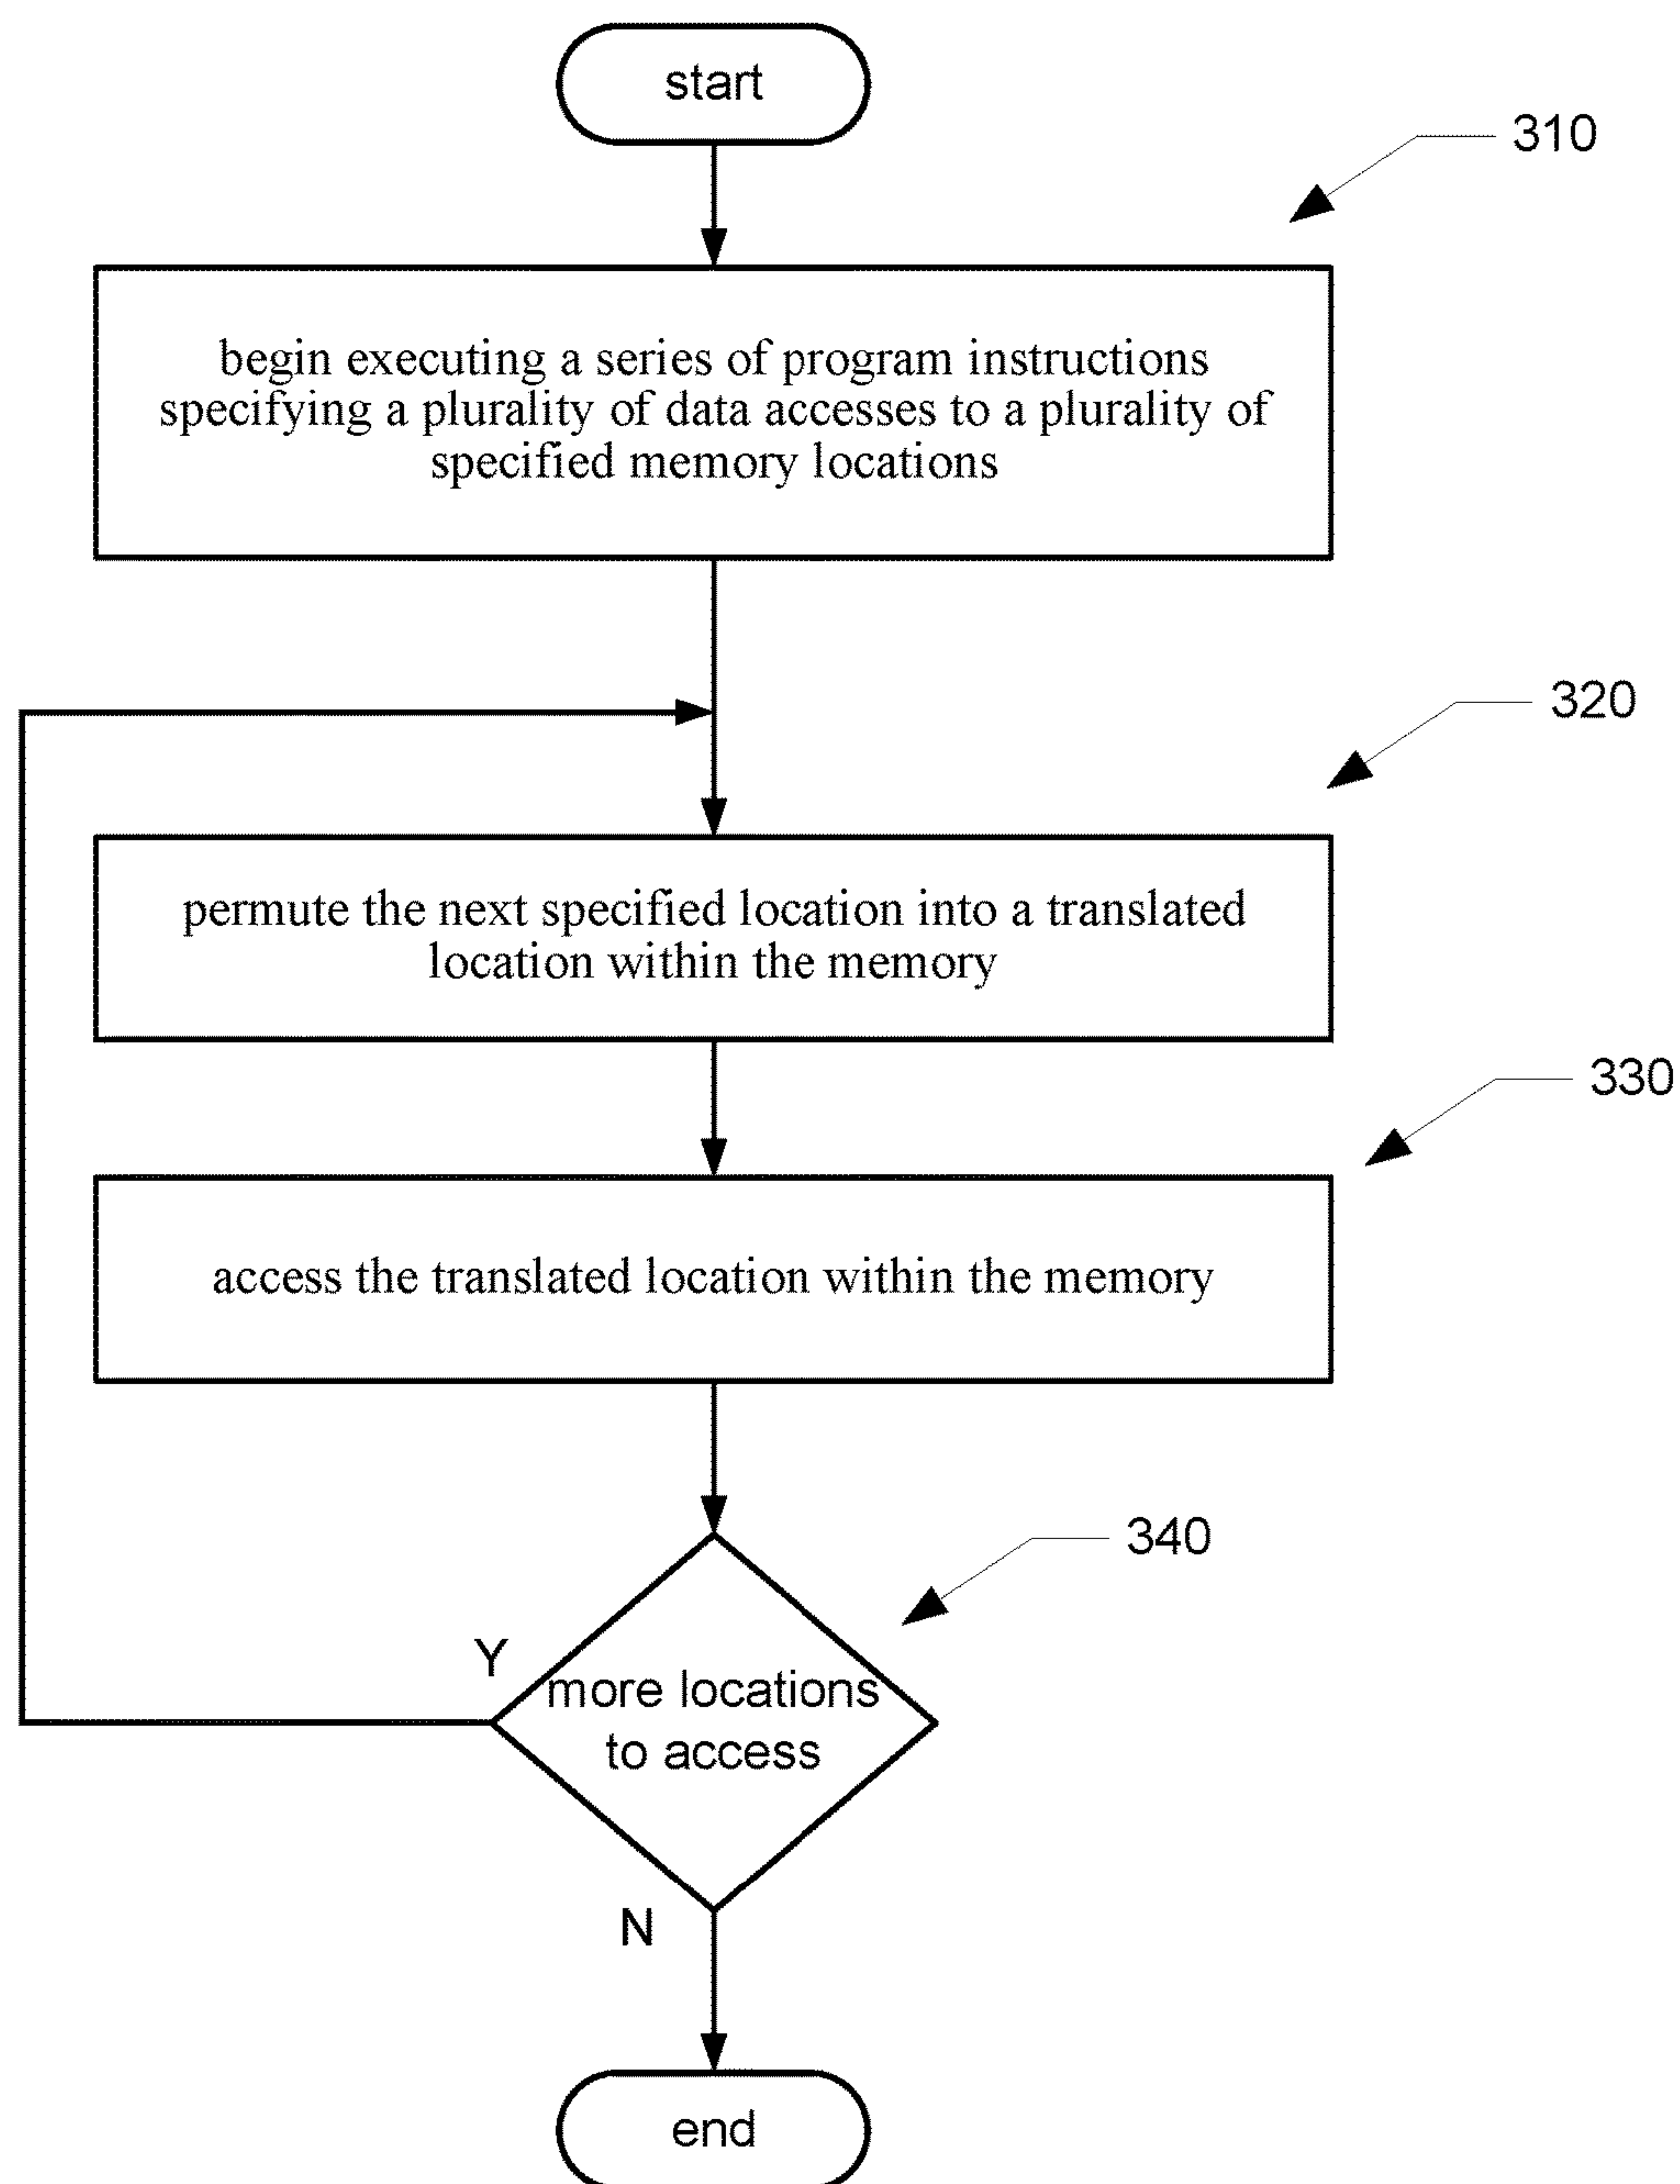 start
310
begin executing a series of program instructions
specifying a plurality of data accesses to a plurality of
specified memory locations
320
permute the next specified location into a translated
location within the memory
330
access the translated location within the memory
340
Y
more locations
to access
N
end